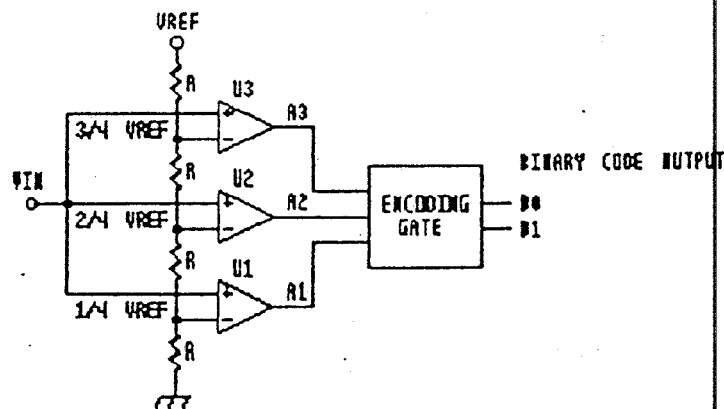 VREF
R
U3
A3
3/4 VREF
R
BINARY CODE OUTPUT
VIN
U2
A2
ENCODING
GATE
B0
B1
2/4 VREF
R
U1
A1
1/4 VREF
R